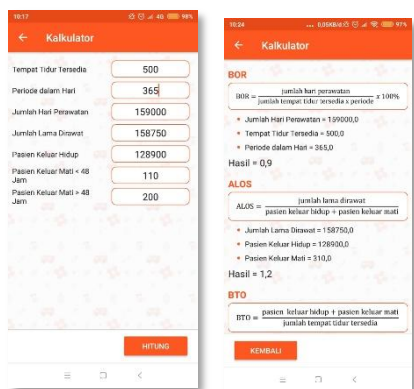 10:17
4G 98%
Kalkulator
Tempat Tidur Tersedia 500
Periode dalam Hari 365
Jumlah Hari Perawatan 159000
Jumlah Lama Dirawat 158750
Pasien Keluar Hidup 128900
Pasien Keluar Mati < 48
Jam 110
Pasien Keluar Mati > 48
Jam 200
HITUNG
10:24
... 0,05KB/d 4G 97%
Kalkulator
BOR
BOR = jumlah hari perawatan / jumlah tempat tidur tersedia x periode x 100%
• Jumlah Hari Perawatan = 159000,0
• Tempat Tidur Tersedia = 500,0
• Periode dalam Hari = 365,0
Hasil = 0,9
ALOS
ALOS = jumlah lama dirawat / pasien keluar hidup + pasien keluar mati
• Jumlah Lama Dirawat = 158750,0
• Pasien Keluar Hidup = 128900,0
• Pasien Keluar Mati = 310,0
Hasil = 1,2
BTO
BTO = pasien keluar hidup + pasien keluar mati / jumlah tempat tidur tersedia
KEMBALI